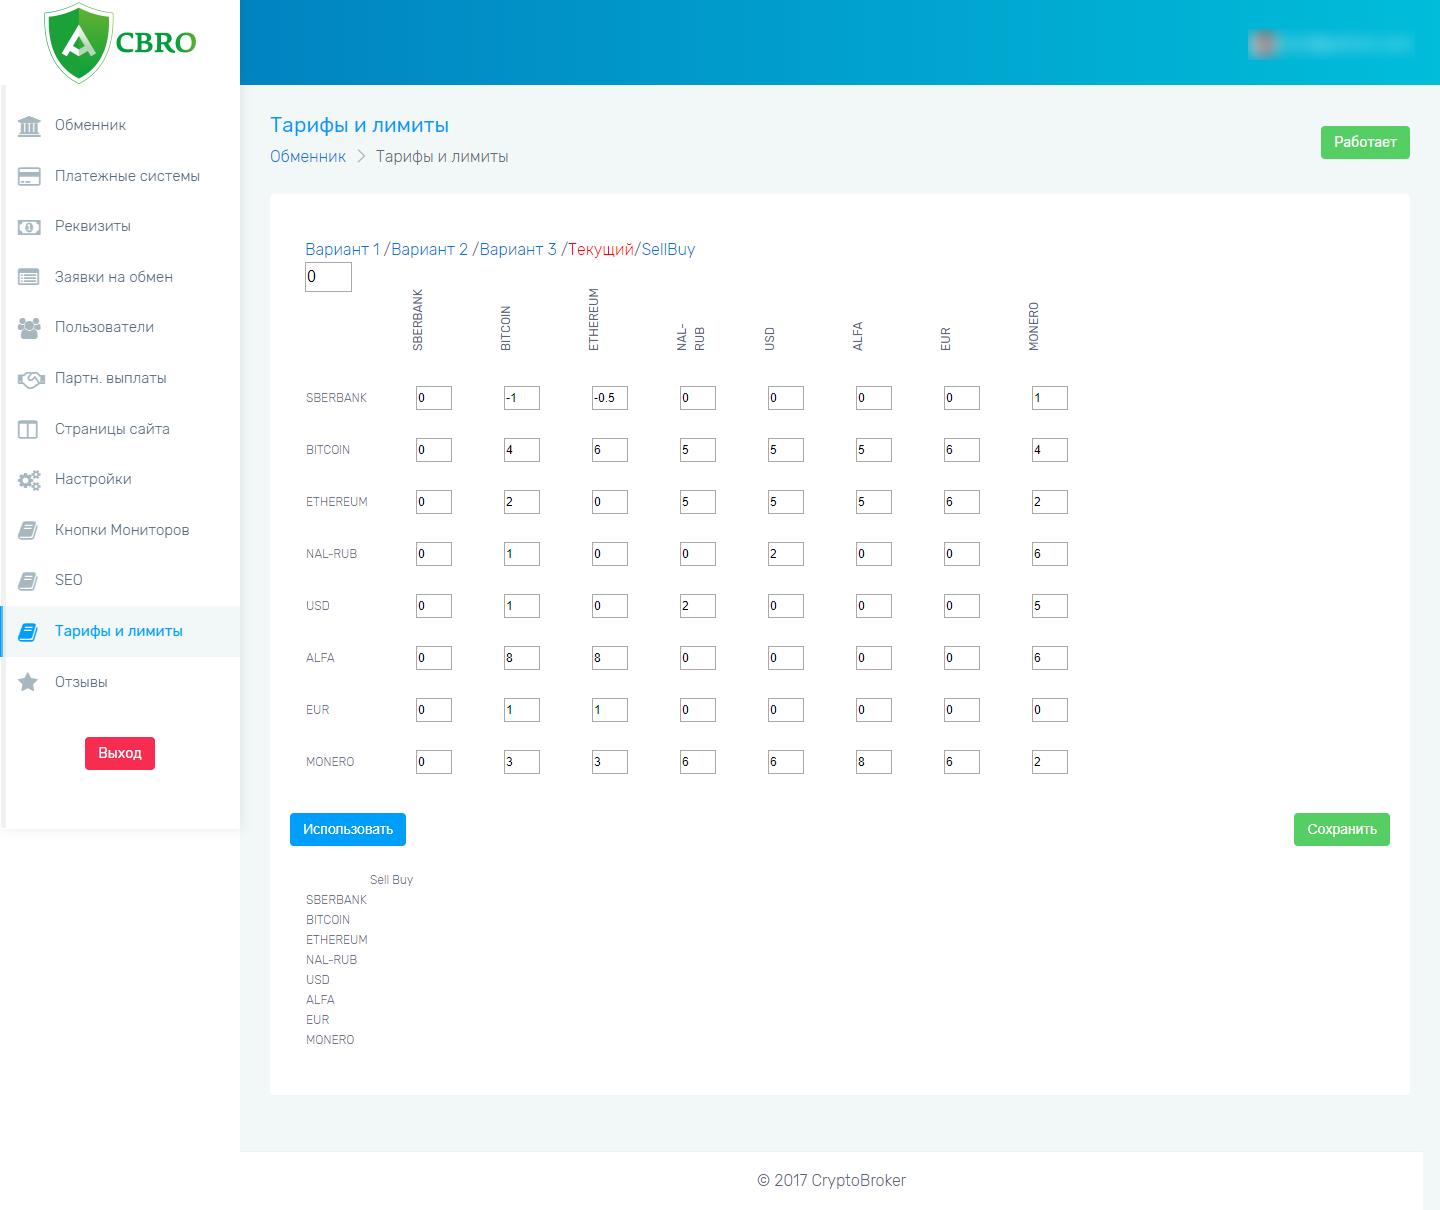 CBRO
Обменник
Платежные системы
Реквизиты
Заявки на обмен
Пользователи
Партн. выплаты
Страницы сайта
Настройки
Кнопки Мониторов
SEO
Тарифы и лимиты
Отзывы
Выход
Тарифы и лимиты
Обменник > Тарифы и лимиты
Работает
Вариант 1 /Вариант 2 /Вариант 3 /Текущий/SellBuy
0
SBERBANK BITCOIN ETHEREUM NAL-RUB USD ALFA EUR MONERO
SBERBANK 0 -1 -0.5 0 0 0 0 1
BITCOIN 0 4 6 5 5 5 6 4
ETHEREUM 0 2 0 5 5 5 6 2
NAL-RUB 0 1 0 0 2 0 0 6
USD 0 1 0 2 0 0 0 5
ALFA 0 8 8 0 0 0 0 6
EUR 0 1 1 0 0 0 0 0
MONERO 0 3 3 6 6 8 6 2
Использовать Сохранить
Sell Buy
SBERBANK
BITCOIN
ETHEREUM
NAL-RUB
USD
ALFA
EUR
MONERO
© 2017 CryptoBroker